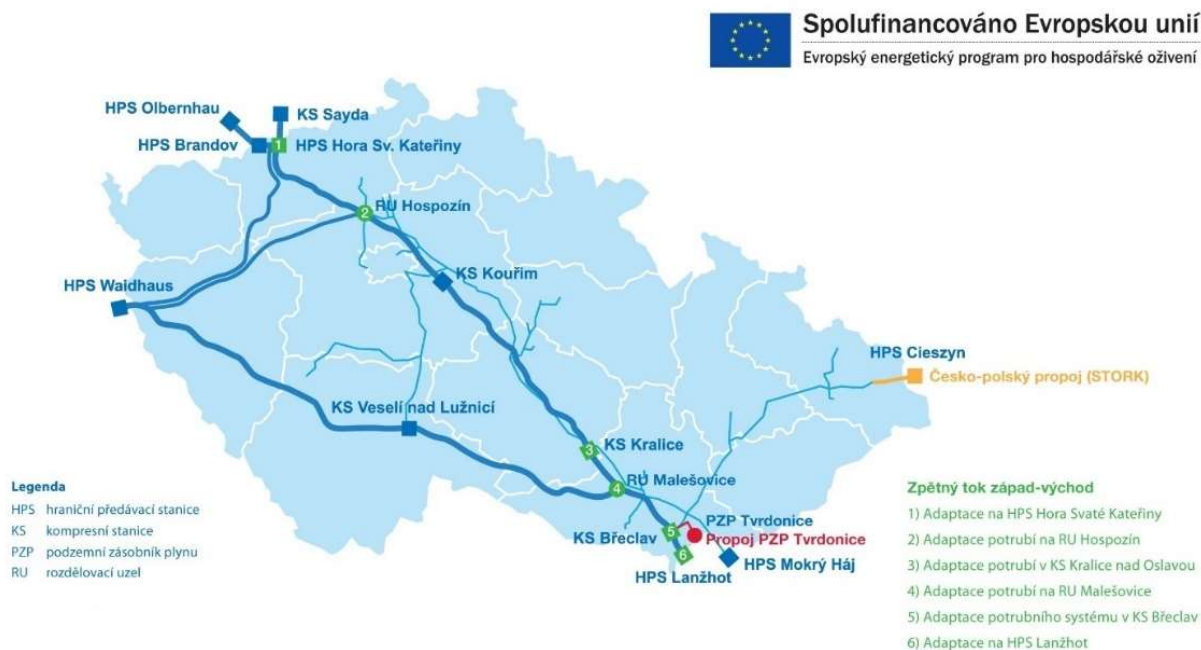 Spolufinancováno Evropskou unií
Evropský energetický program pro hospodářské oživení
HPS Olbernhau
KS Sayda
HPS Brandov
1
HPS Hora Sv. Kateřiny
2
RU Hospozín
KS Kouřim
HPS Waidhaus
HPS Cieszyn
Česko-polský propoj (STORK)
KS Veselí nad Lužnicí
3
KS Kralice
4
RU Malešovice
KS Břeclav
5
PZP Tvrdonice
Propoj PZP Tvrdonice
6
HPS Lanžhot
HPS Mokrý Háj
Legenda
HPS hraniční předávací stanice
KS kompresní stanice
PZP podzemní zásobník plynu
RU rozdělovací uzel
Zpětný tok západ-východ
1) Adaptace na HPS Hora Svaté Kateřiny
2) Adaptace potrubí na RU Hospozín
3) Adaptace potrubí v KS Kralice nad Oslavou
4) Adaptace potrubí na RU Malešovice
5) Adaptace potrubního systému v KS Břeclav
6) Adaptace na HPS Lanžhot